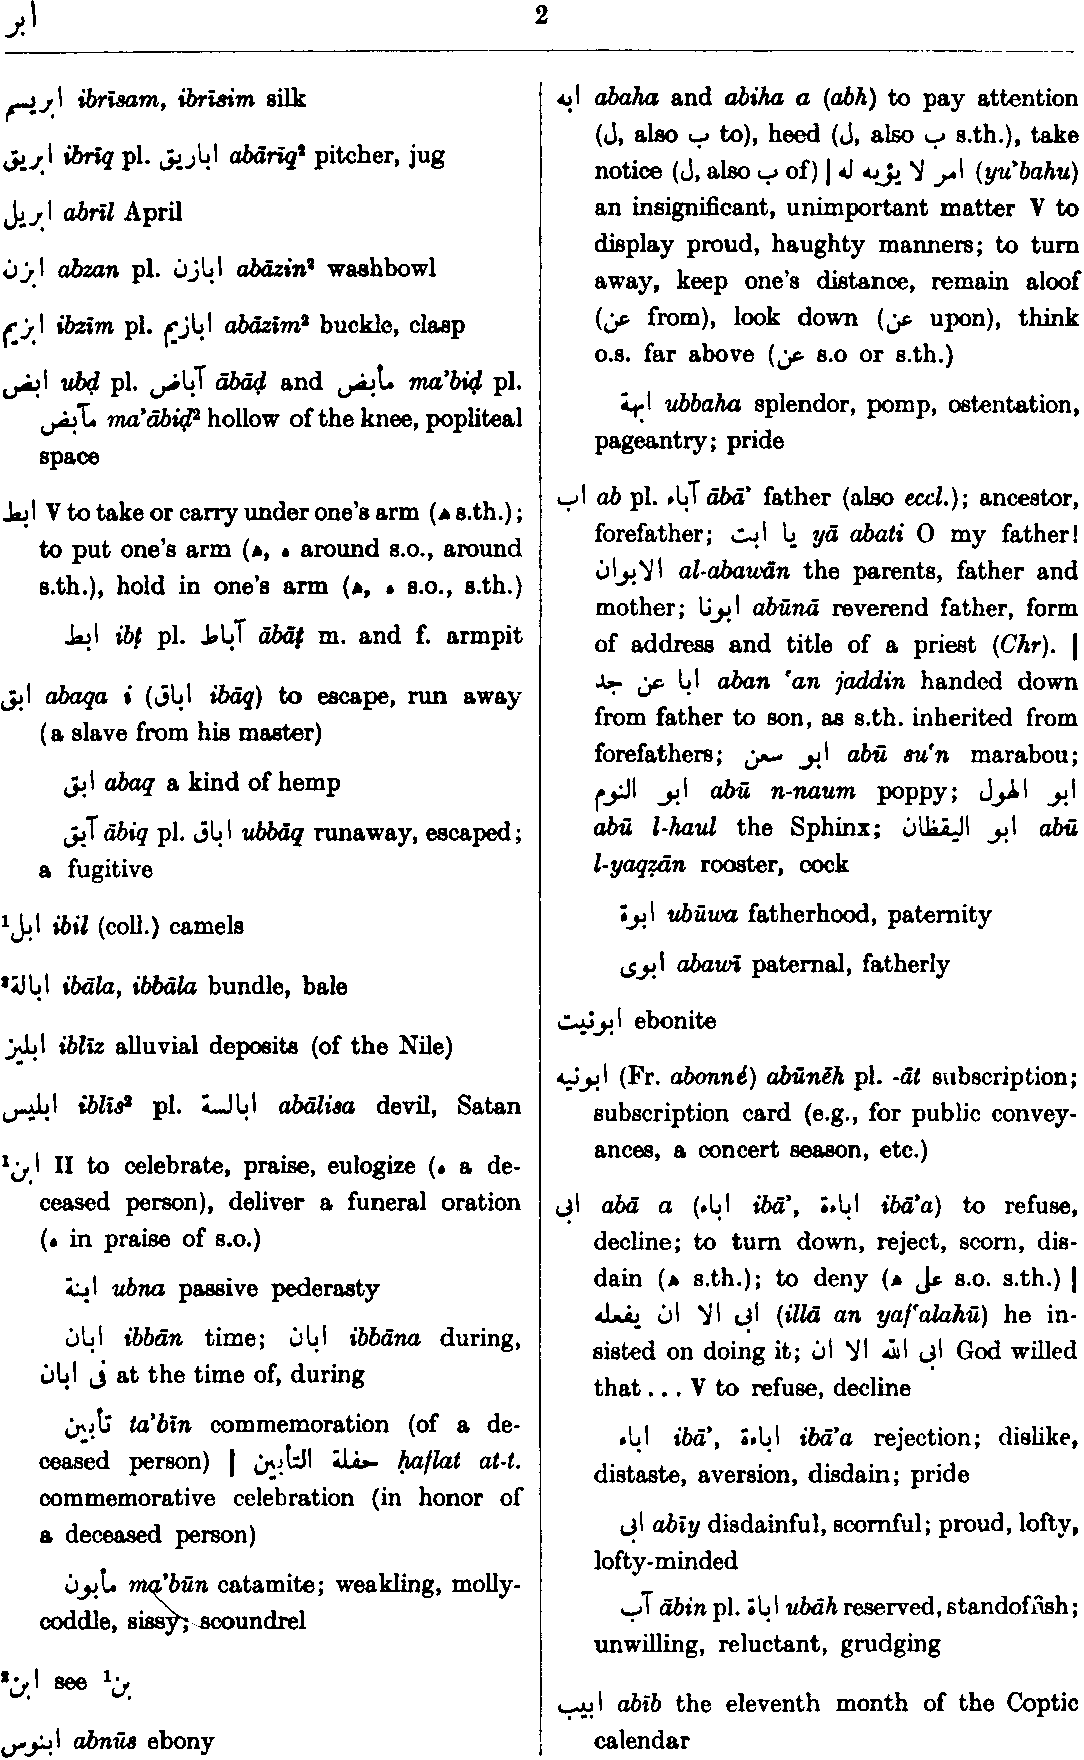 ابر
2
ابريسم ibrīsam, ibrīsim silk
ابريق ibrīq pl. اباريق abārīq² pitcher, jug
ابريل abrīl April
ابزن abzan pl. ابازن abāzin² washbowl
ابزيم ibzīm pl. ابازيم abāzīm² buckle, clasp
ابض ubḍ pl. آباض ābāḍ and مأبض ma’biḍ pl.
مآبض ma’ābiḍ² hollow of the knee, popliteal
space
ابط V to take or carry under one's arm (ه s.th.);
to put one's arm (ه, ه around s.o., around
s.th.), hold in one's arm (ه, ه s.o., s.th.)
ابط ibṭ pl. آباط ābāṭ m. and f. armpit
ابق abaqa i (اباق ibāq) to escape, run away
(a slave from his master)
ابق abaq a kind of hemp
آبق ābiq pl. اباق ubbāq runaway, escaped;
a fugitive
¹ابل ibil (coll.) camels
²ابالة ibāla, ibbāla bundle, bale
ابليز iblīz alluvial deposits (of the Nile)
ابليس iblīs² pl. ابالسة abālisa devil, Satan
¹ابن II to celebrate, praise, eulogize (ه a de-
ceased person), deliver a funeral oration
(ه in praise of s.o.)
ابنة ubna passive pederasty
ابان ibbān time; ابان ibbāna during,
فى ابان at the time of, during
تأبين ta’bīn commemoration (of a de-
ceased person) | حفلة التأبين ḥaflat at-t.
commemorative celebration (in honor of
a deceased person)
مأبون ma’būn catamite; weakling, molly-
coddle, sissy; scoundrel
²ابن see ¹بن
ابنوس abnūs ebony
ابه abaha and abiha a (abh) to pay attention
(ل, also ب to), heed (ل, also ب s.th.), take
notice (ل, also ب of) | امر لا يؤبه له (yu’bahu)
an insignificant, unimportant matter V to
display proud, haughty manners; to turn
away, keep one's distance, remain aloof
(عن from), look down (عن upon), think
o.s. far above (عن s.o or s.th.)
ابهة ubbaha splendor, pomp, ostentation,
pageantry; pride
اب ab pl. آباء ābā’ father (also eccl.); ancestor,
forefather; يا ابت yā abati O my father!
الابوان al-abawān the parents, father and
mother; ابونا abūnā reverend father, form
of address and title of a priest (Chr). |
ابا عن جد aban ‘an jaddin handed down
from father to son, as s.th. inherited from
forefathers; ابو سعن abū su‘n marabou;
ابو النوم abū n-naum poppy; ابو الهول
abū l-haul the Sphinx; ابو اليقظان abū
l-yaqẓān rooster, cock
ابوة ubūwa fatherhood, paternity
ابوى abawī paternal, fatherly
ابونيت ebonite
ابونيه (Fr. abonné) abūnēh pl. -āt subscription;
subscription card (e.g., for public convey-
ances, a concert season, etc.)
ابى abā a (اباء ibā’, اباءة ibā’a) to refuse,
decline; to turn down, reject, scorn, dis-
dain (ه s.th.); to deny (ه على s.o. s.th.) |
ابى الا ان يفعله (illā an yaf‘alahū) he in-
sisted on doing it; ابى الله الا ان God willed
that ... V to refuse, decline
اباء ibā’, اباءة ibā’a rejection; dislike,
distaste, aversion, disdain; pride
ابى abīy disdainful, scornful; proud, lofty,
lofty-minded
آب ābin pl. اباة ubāh reserved, standoffish;
unwilling, reluctant, grudging
ابيب abīb the eleventh month of the Coptic
calendar